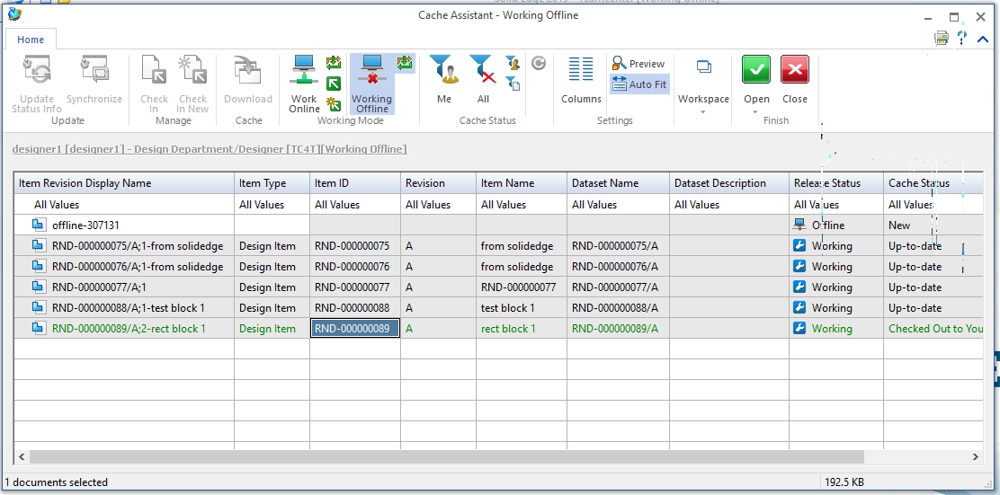 Cache Assistant - Working Offline
Home
Update Status Info
Synchronize
Check In
Check In New
Download
Work Online
Working Offline
Me
All
Columns
Preview
Auto Fit
Workspace
Open
Close
Update
Manage
Cache
Working Mode
Cache Status
Settings
Finish
designer1 [designer1] - Design Department/Designer [TC4T][Working Offline]
Item Revision Display Name Item Type Item ID Revision Item Name Dataset Name Dataset Description Release Status Cache Status
All Values All Values All Values All Values All Values All Values All Values All Values All Values
offline-307131 Offline New
RND-000000075/A;1-from solidedge Design Item RND-000000075 A from solidedge RND-000000075/A Working Up-to-date
RND-000000076/A;1-from solidedge Design Item RND-000000076 A from solidedge RND-000000076/A Working Up-to-date
RND-000000077/A;1 Design Item RND-000000077 A RND-000000077 RND-000000077/A Working Up-to-date
RND-000000088/A;1-test block 1 Design Item RND-000000088 A test block 1 RND-000000088/A Working Up-to-date
RND-000000089/A;2-rect block 1 Design Item RND-000000089 A rect block 1 RND-000000089/A Working Checked Out to You
1 documents selected 192.5 KB